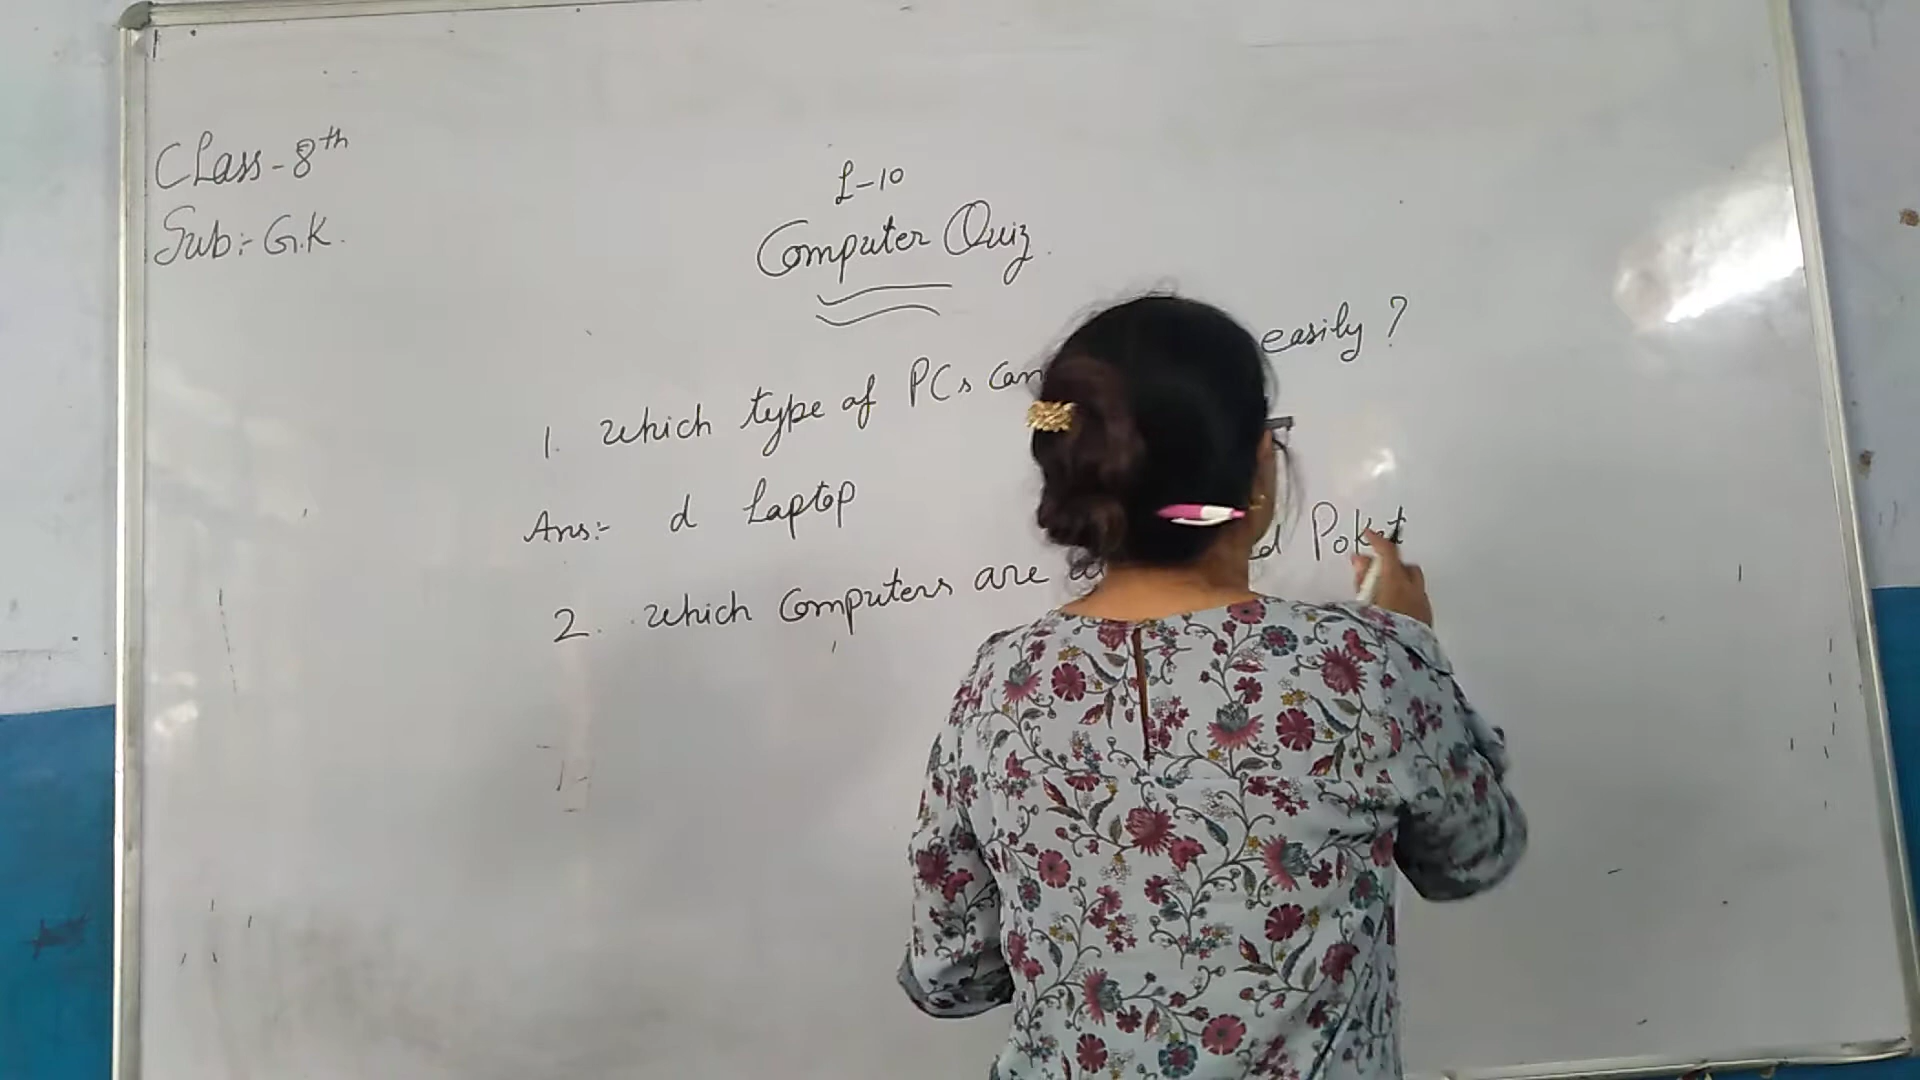 Class-8th
Sub:- G.K.
L-10
Computer Quiz
1. which type of PCs can easily ?
Ans:- d Laptop
2. which Computers are Poket